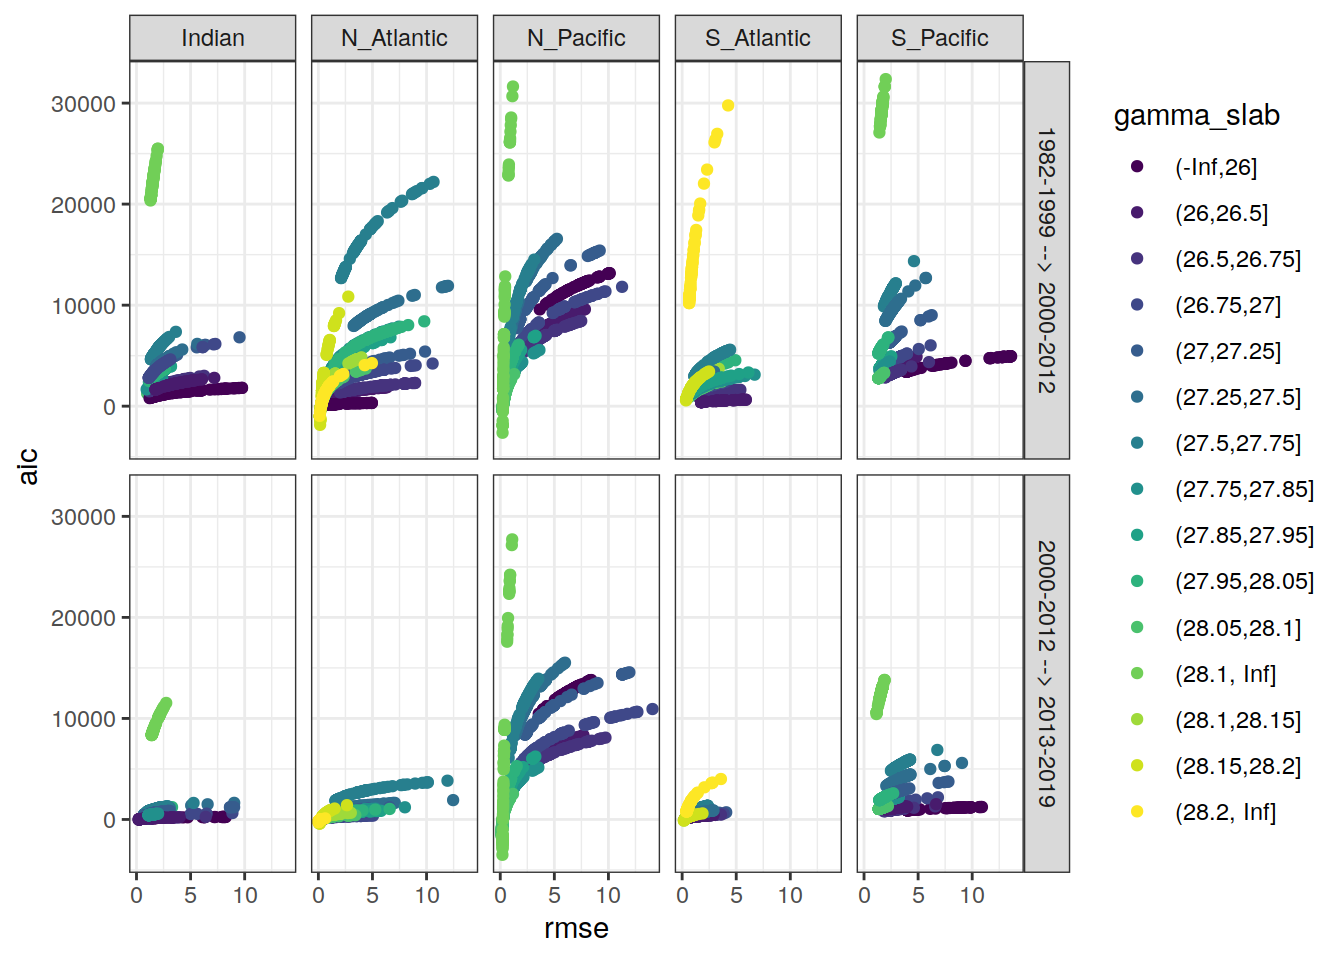 Indian N_Atlantic N_Pacific S_Atlantic S_Pacific
30000
20000
10000
0
1982-1999 --> 2000-2012
30000
20000
10000
0
2000-2012 --> 2013-2019
0 5 10 0 5 10 0 5 10 0 5 10 0 5 10
rmse
aic
gamma_slab
(-Inf,26]
(26,26.5]
(26.5,26.75]
(26.75,27]
(27,27.25]
(27.25,27.5]
(27.5,27.75]
(27.75,27.85]
(27.85,27.95]
(27.95,28.05]
(28.05,28.1]
(28.1, Inf]
(28.1,28.15]
(28.15,28.2]
(28.2, Inf]